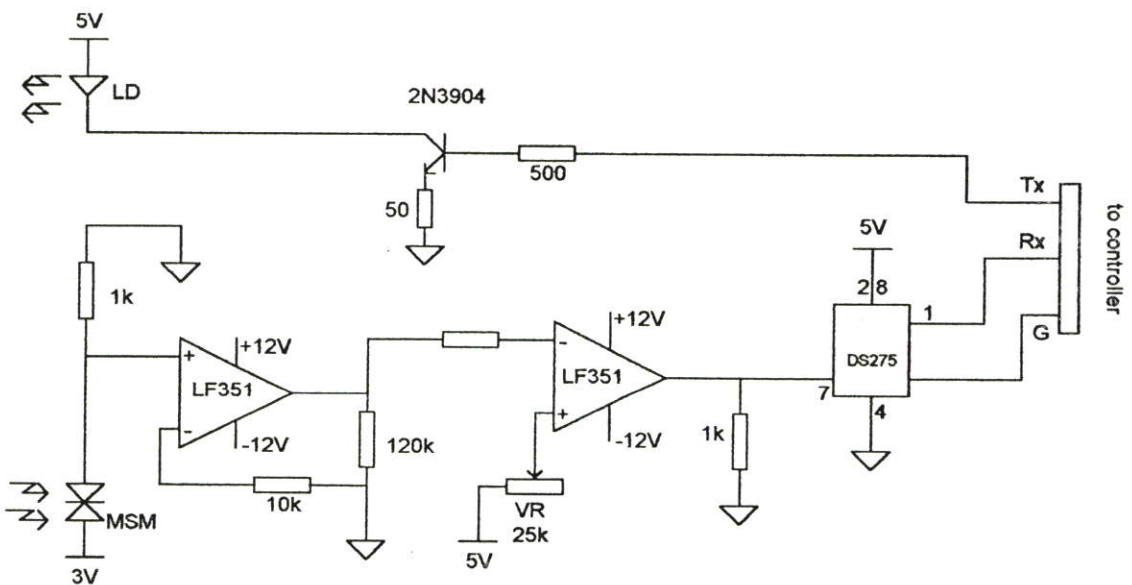 5V
LD
2N3904
500
50
Tx
Rx
G
to controller
5V
2 8
1
DS275
7
4
1k
+12V
+
LF351
-
-12V
120k
10k
MSM
3V
+12V
-
LF351
+
-12V
VR
25k
5V
1k